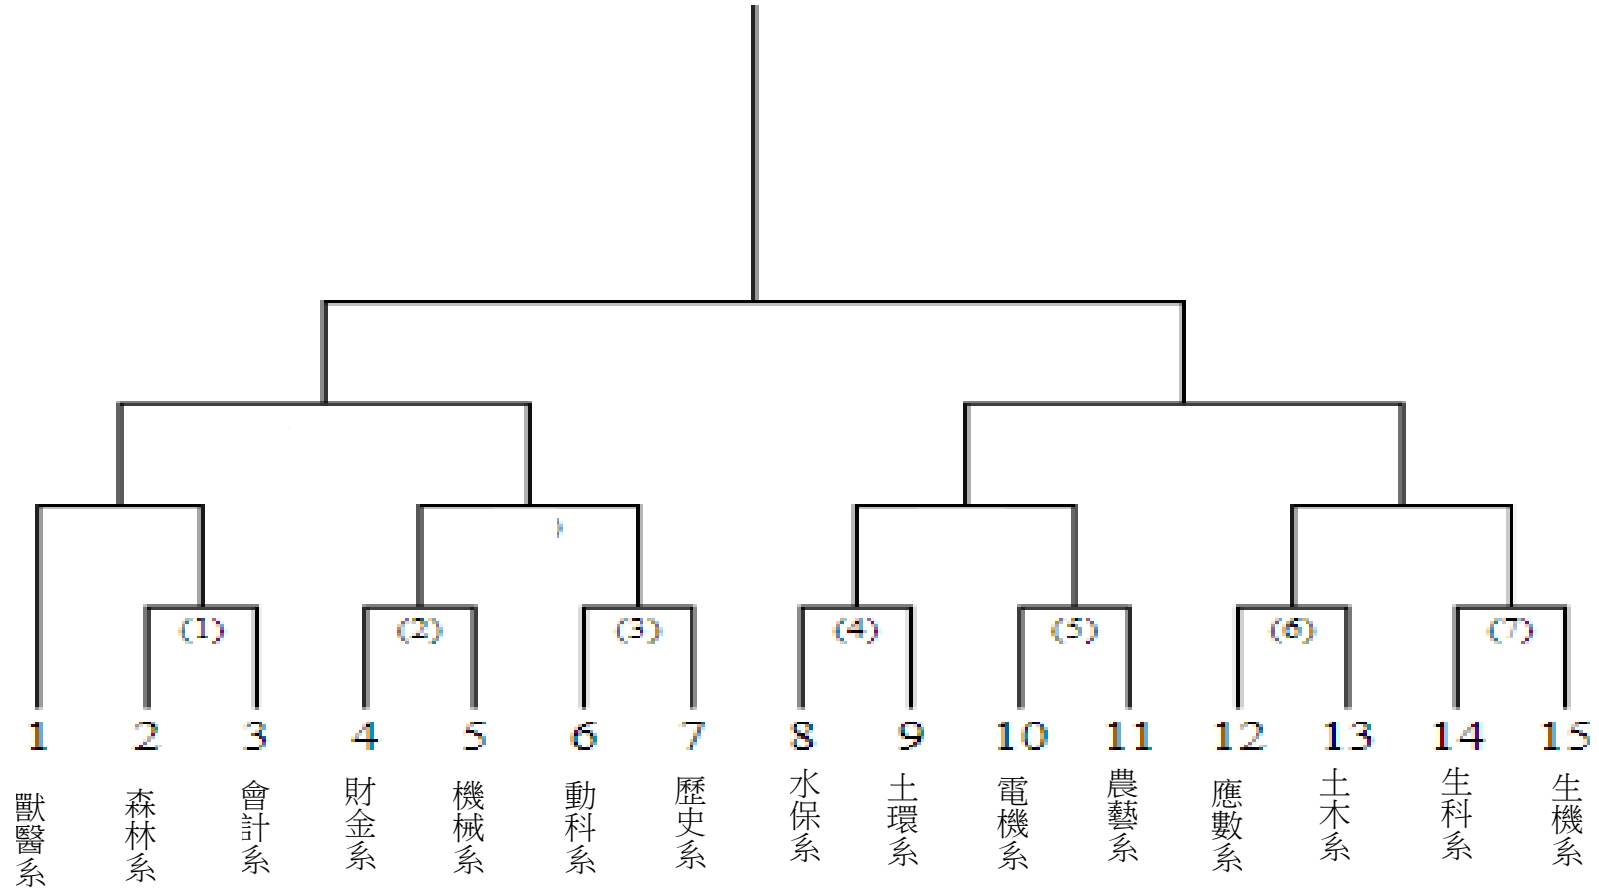 (1) (2) (3) (4) (5) (6) (7)
1 2 3 4 5 6 7 8 9 10 11 12 13 14 15
獸醫系
森林系
會計系
財金系
機械系
動科系
歷史系
水保系
土環系
電機系
農藝系
應數系
土木系
生科系
生機系